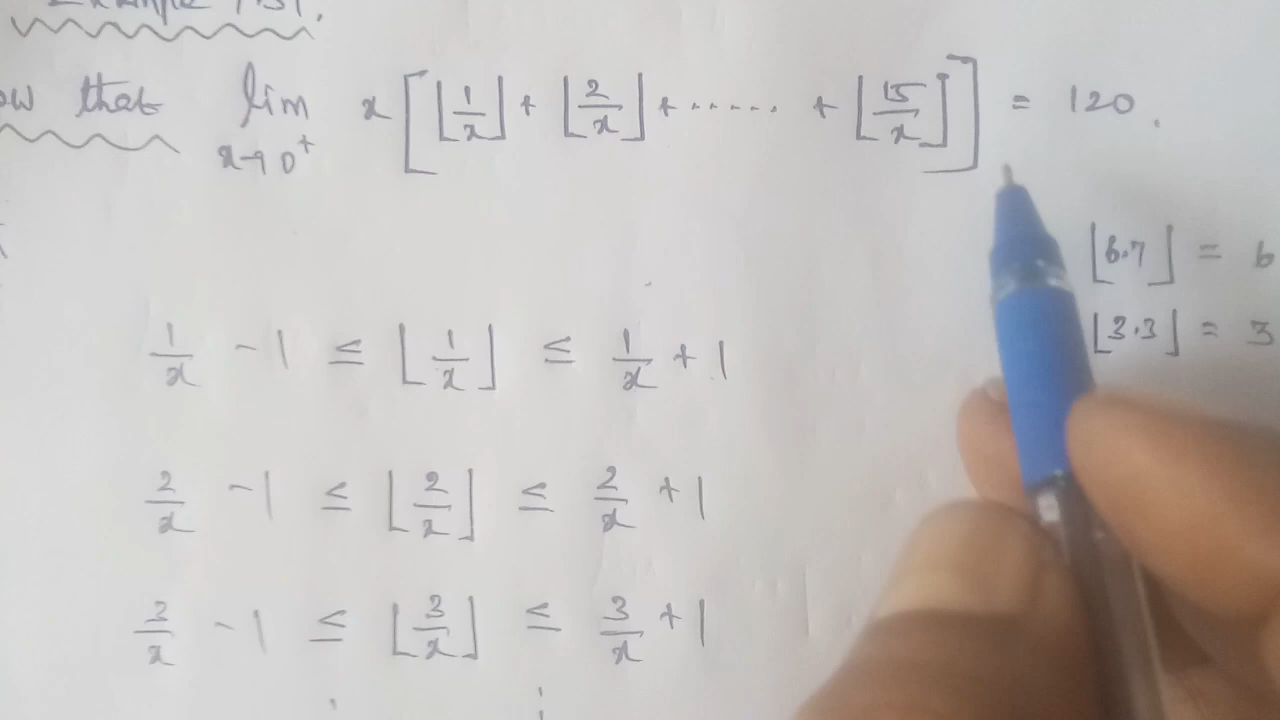 that lim x→0⁺ x[⌊1/x⌋ + ⌊2/x⌋ + ...... + ⌊15/x⌋] = 120.
⌊6.7⌋ = 6
⌊3.3⌋ = 3
1/x - 1 ≤ ⌊1/x⌋ ≤ 1/x + 1
2/x - 1 ≤ ⌊2/x⌋ ≤ 2/x + 1
3/x - 1 ≤ ⌊3/x⌋ ≤ 3/x + 1